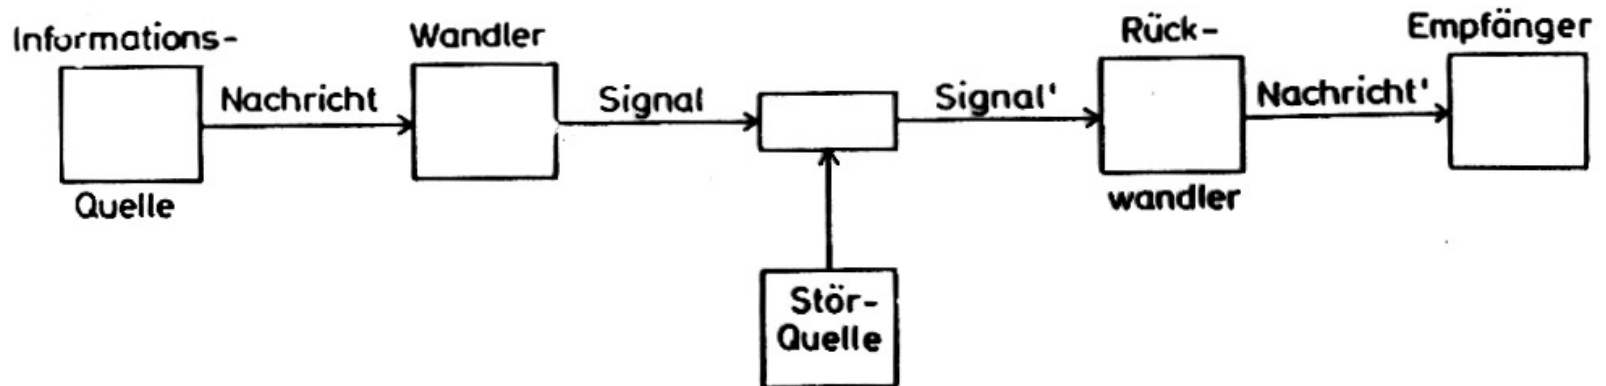 Informations-
Quelle
Nachricht
Wandler
Signal
Signal'
Rück-
wandler
Nachricht'
Empfänger
Stör-
Quelle